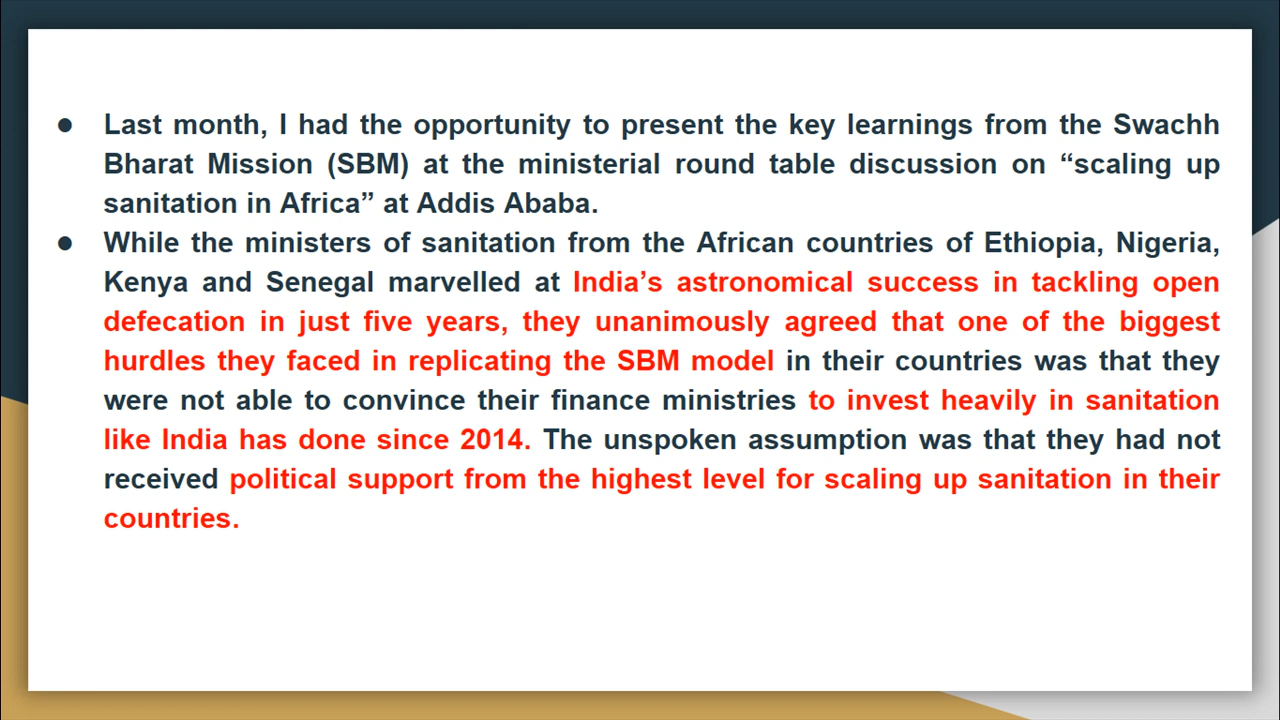 ● Last month, I had the opportunity to present the key learnings from the Swachh
Bharat Mission (SBM) at the ministerial round table discussion on “scaling up
sanitation in Africa” at Addis Ababa.
● While the ministers of sanitation from the African countries of Ethiopia, Nigeria,
Kenya and Senegal marvelled at India’s astronomical success in tackling open
defecation in just five years, they unanimously agreed that one of the biggest
hurdles they faced in replicating the SBM model in their countries was that they
were not able to convince their finance ministries to invest heavily in sanitation
like India has done since 2014. The unspoken assumption was that they had not
received political support from the highest level for scaling up sanitation in their
countries.